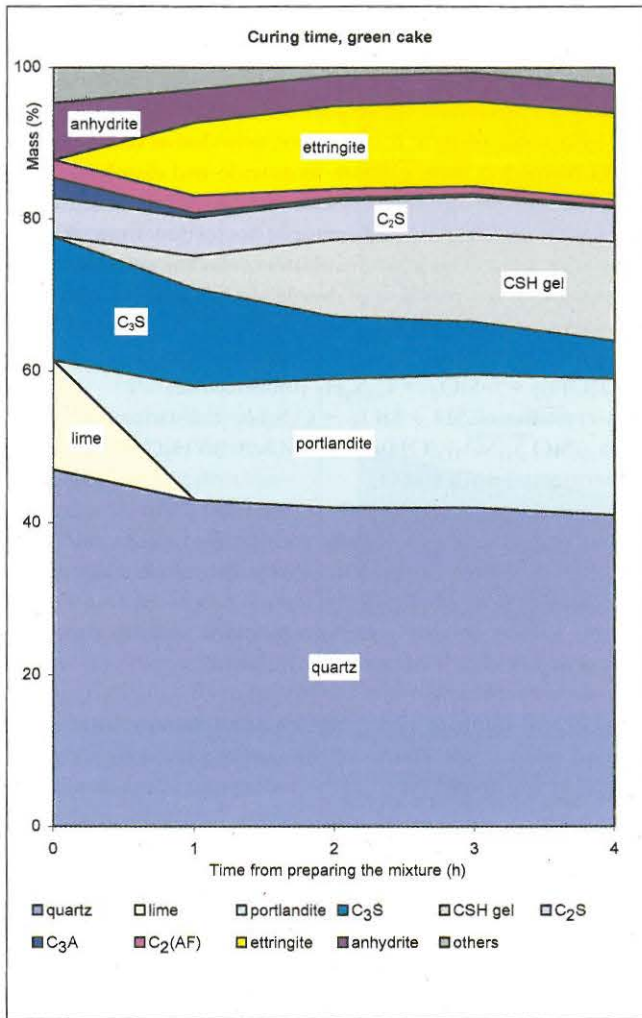 Curing time, green cake
Mass (%)
100
80
60
40
20
0
anhydrite
ettringite
C₂S
CSH gel
C₃S
lime
portlandite
quartz
0 1 2 3 4
Time from preparing the mixture (h)
quartz lime portlandite C₃S CSH gel C₂S
C₃A C₂(AF) ettringite anhydrite others